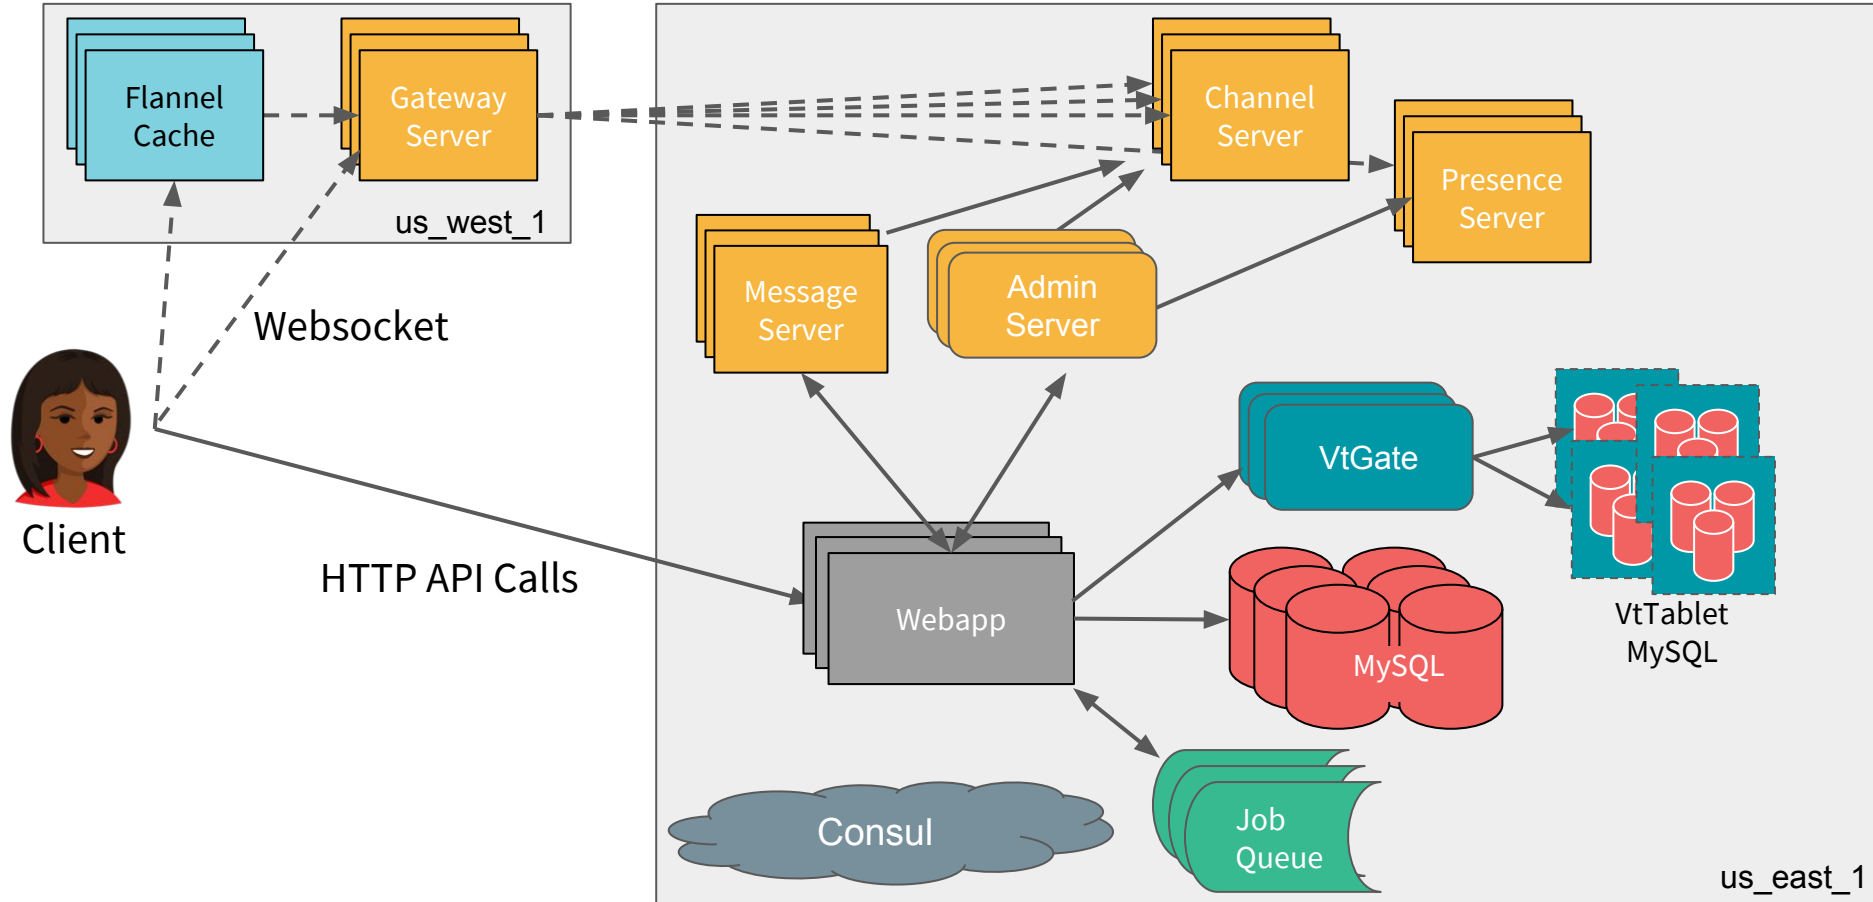 Flannel
Cache
Gateway
Server
us_west_1
Channel
Server
Presence
Server
Message
Server
Admin
Server
Websocket
Client
HTTP API Calls
VtGate
VtTablet
MySQL
Webapp
MySQL
Consul
Job
Queue
us_east_1